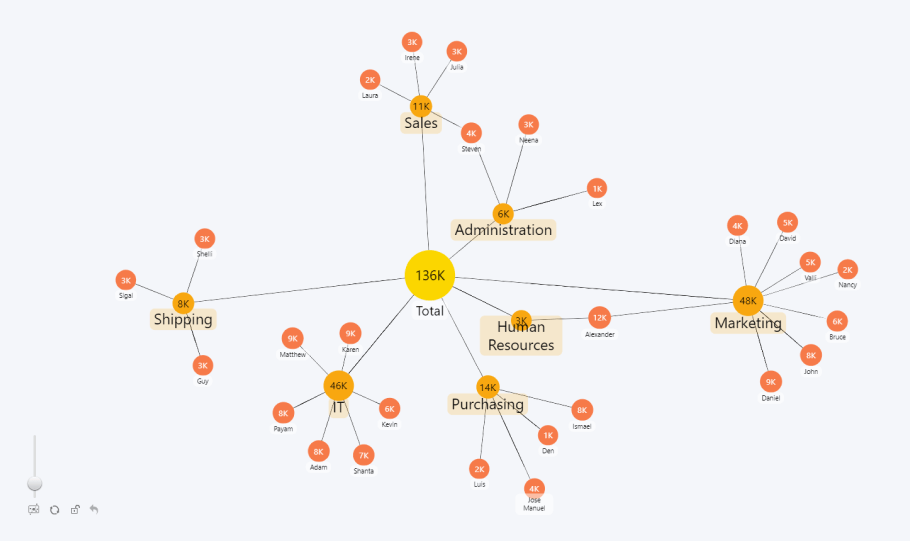 3K
Irene
3K
Julia
2K
Laura
11K
Sales
4K
Steven
3K
Neena
1K
Lex
6K
Administration
3K
Shelli
3K
Sigal
8K
Shipping
3K
Guy
136K
Total
4K
Diana
5K
David
5K
Valli
2K
Nancy
48K
Marketing
6K
Bruce
8K
John
9K
Daniel
3K
Human
Resources
12K
Alexander
9K
Matthew
9K
Karen
46K
IT
8K
Payam
6K
Kevin
8K
Adam
7K
Shanta
14K
Purchasing
8K
Ismael
1K
Den
2K
Luis
4K
Jose
Manuel